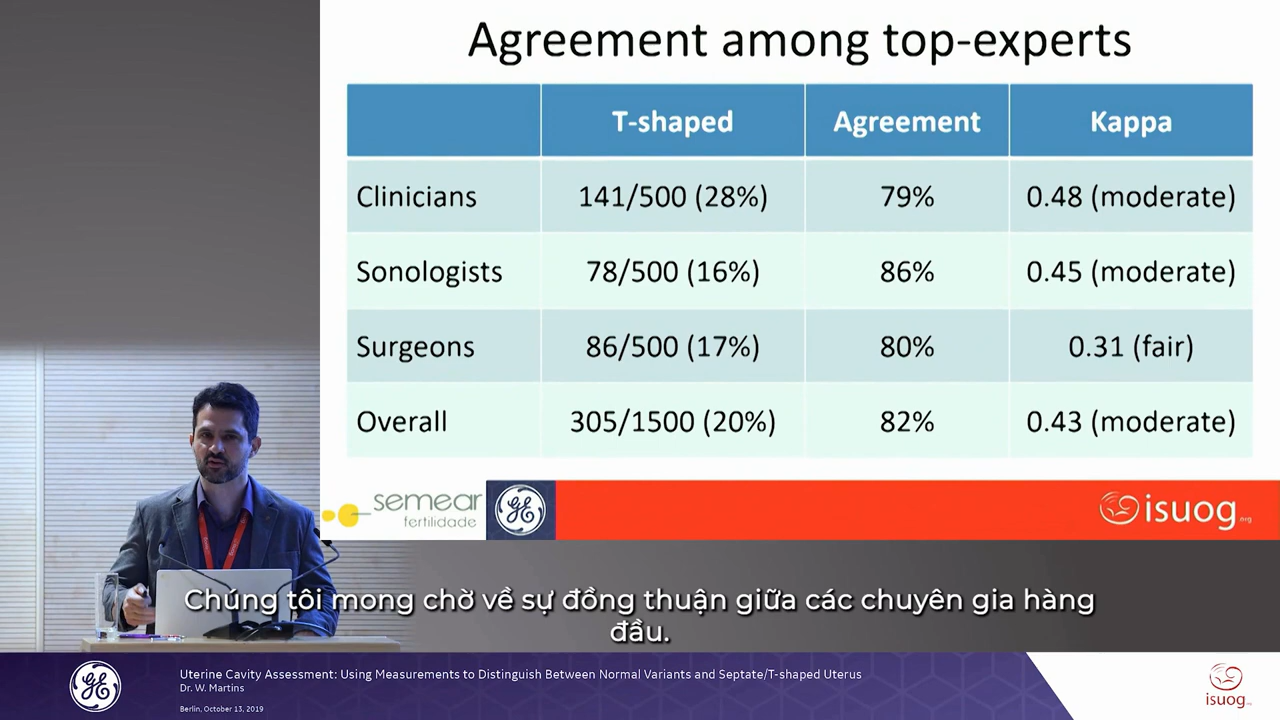 Agreement among top-experts
T-shaped Agreement Kappa
Clinicians 141/500 (28%) 79% 0.48 (moderate)
Sonologists 78/500 (16%) 86% 0.45 (moderate)
Surgeons 86/500 (17%) 80% 0.31 (fair)
Overall 305/1500 (20%) 82% 0.43 (moderate)
semear
fertilidade
GE
isuog.org
Chúng tôi mong chờ về sự đồng thuận giữa các chuyên gia hàng
đầu.
GE
Uterine Cavity Assessment: Using Measurements to Distinguish Between Normal Variants and Septate/T-shaped Uterus
Dr. W. Martins
Berlin, October 13, 2019
isuog.org